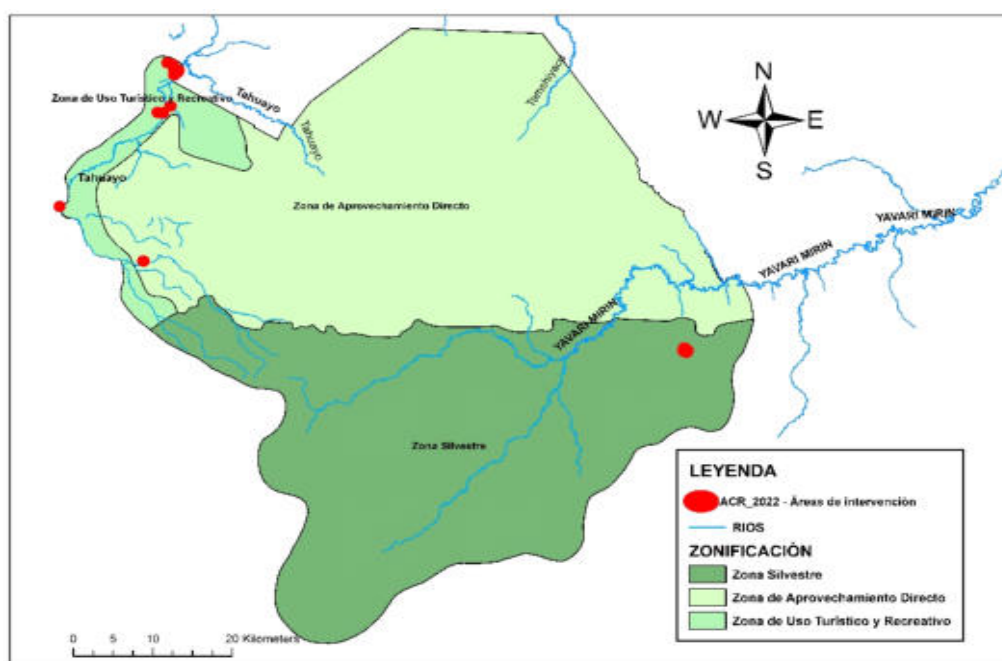 N
W E
S
Tahuayo
Zona de Uso Turístico y Recreativo
Tahuayo
Tamshiyacu
Tahuayo
Zona de Aprovechamiento Directo
YAVARI MIRIN
YAVARI MIRIN
YAVARI MIRIN
Zona Silvestre
LEYENDA
ACR_2022 - Áreas de intervención
RIOS
ZONIFICACIÓN
Zona Silvestre
Zona de Aprovechamiento Directo
Zona de Uso Turístico y Recreativo
0 5 10 20 Kilometers